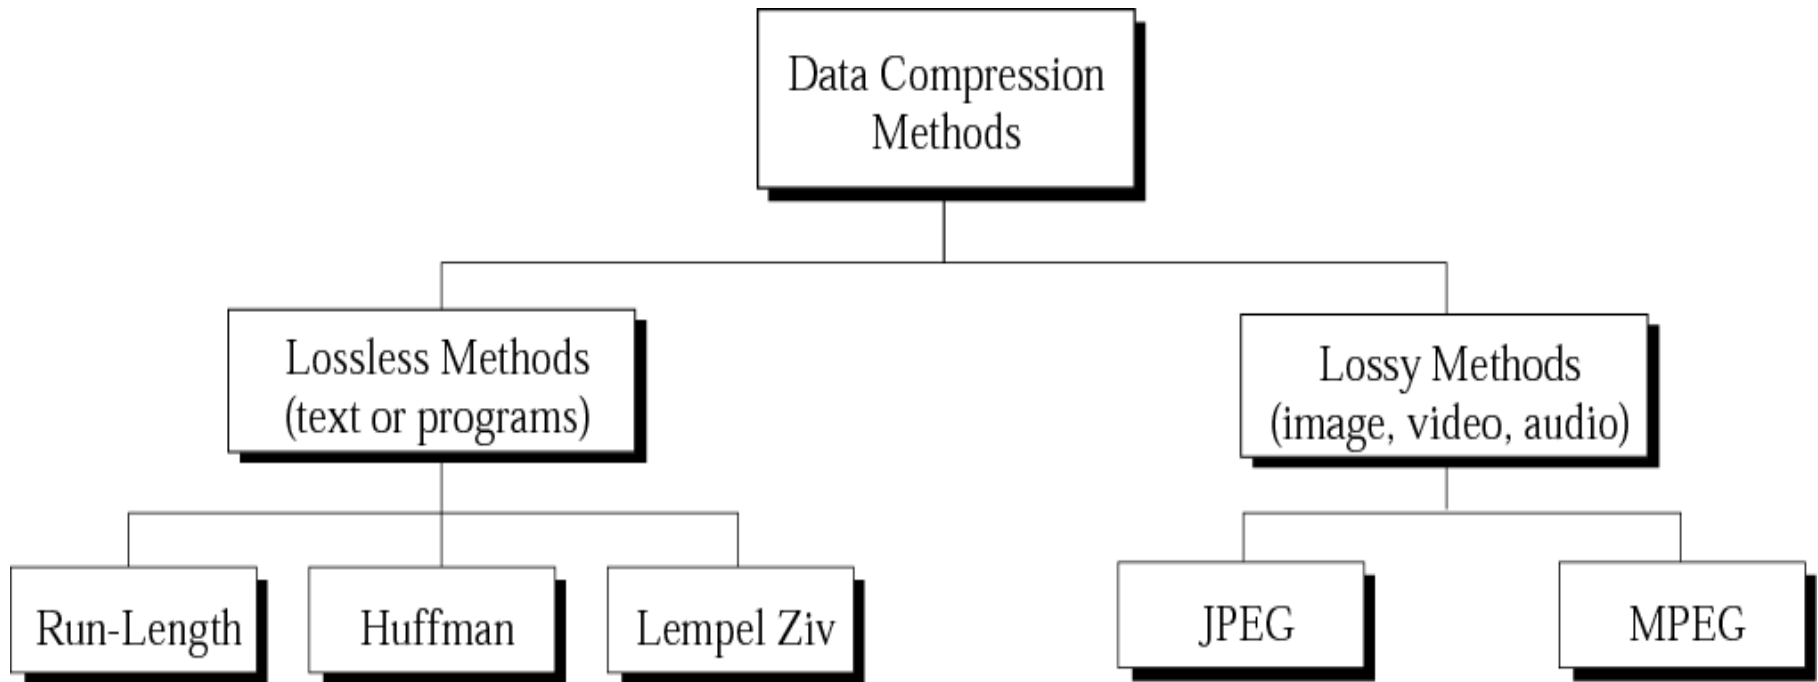 Data Compression
Methods
Lossless Methods
(text or programs)
Lossy Methods
(image, video, audio)
Run-Length
Huffman
Lempel Ziv
JPEG
MPEG